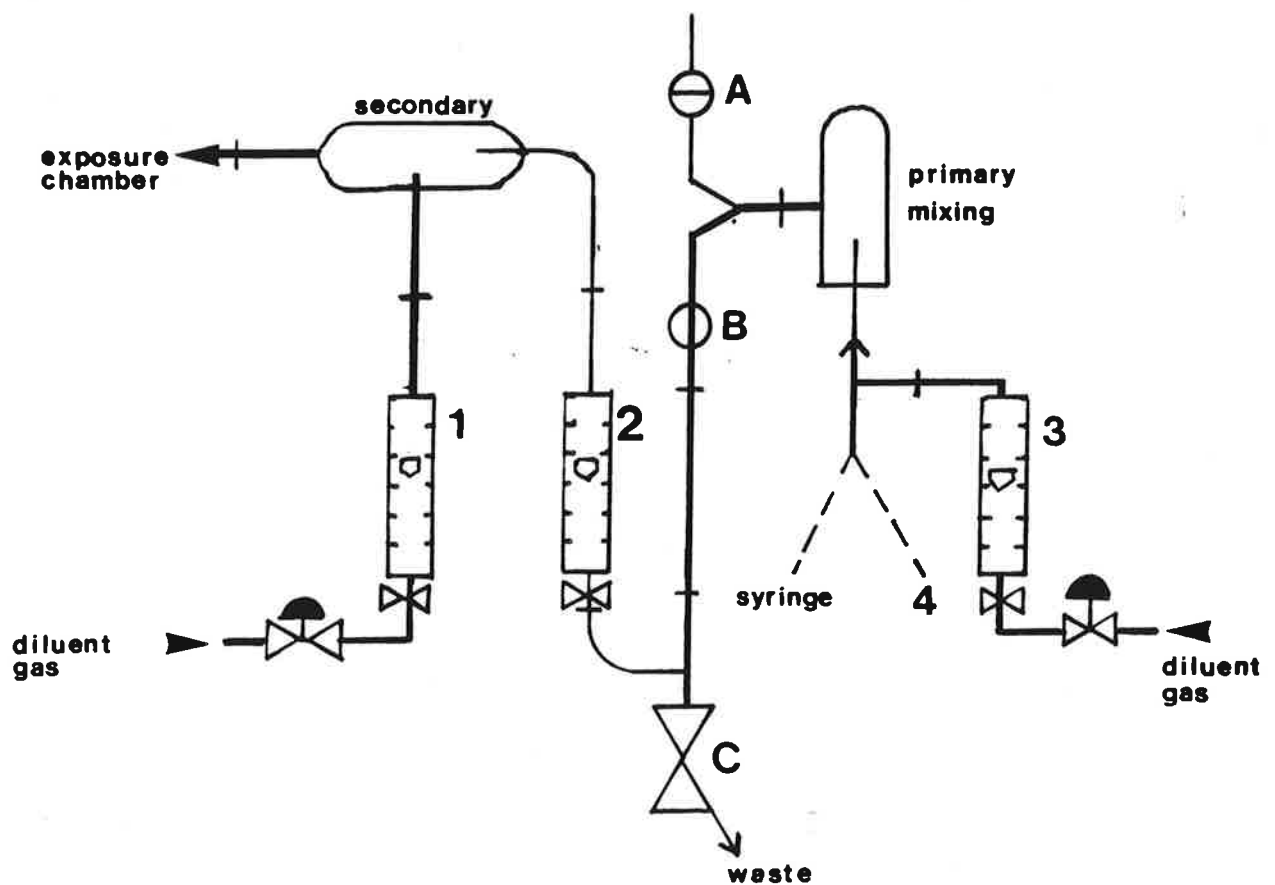 A
secondary
exposure
chamber
primary
mixing
B
1
2
3
syringe
4
diluent
gas
diluent
gas
C
waste